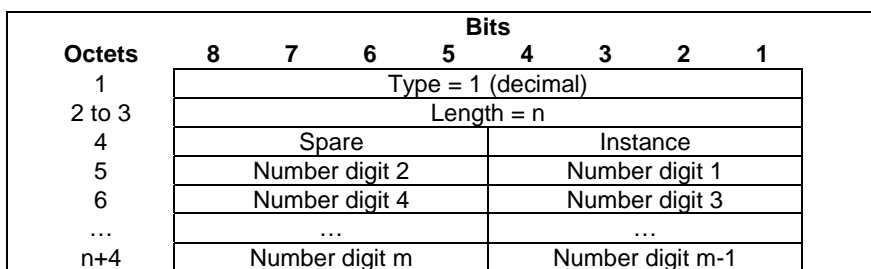 Bits
Octets 8 7 6 5 4 3 2 1
1 Type = 1 (decimal)
2 to 3 Length = n
4 Spare Instance
5 Number digit 2 Number digit 1
6 Number digit 4 Number digit 3
… … …
n+4 Number digit m Number digit m-1